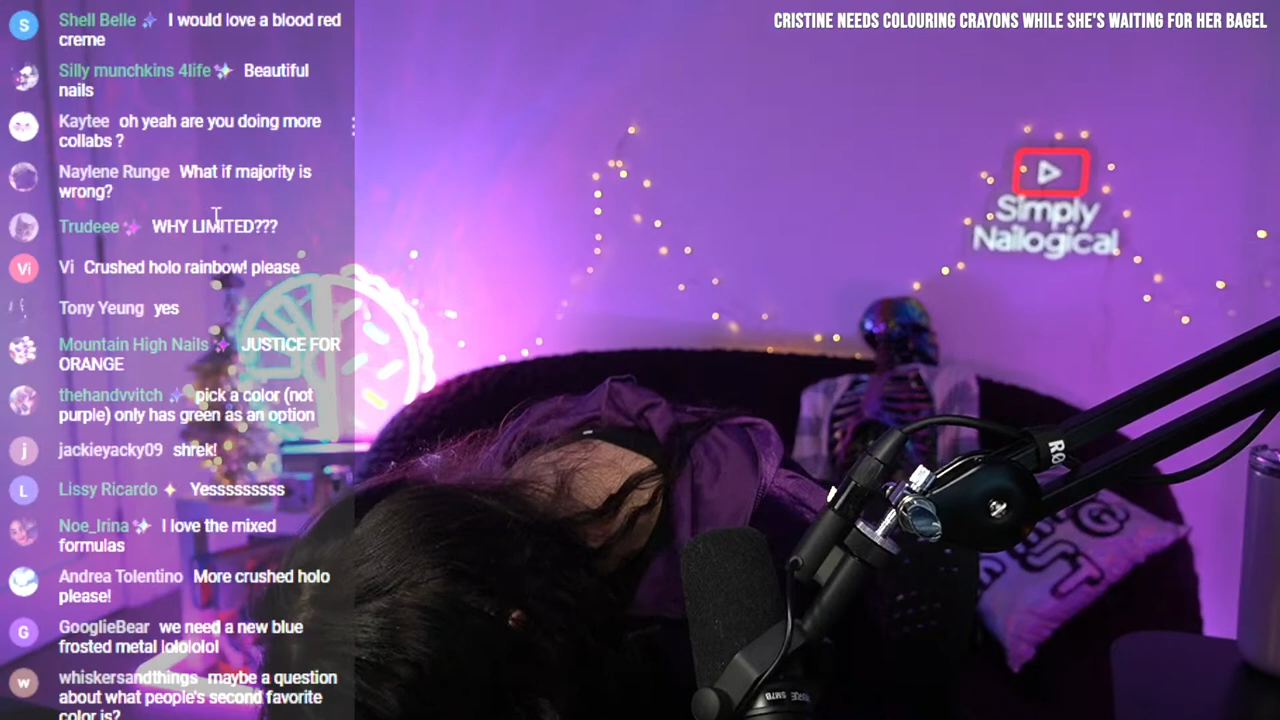 S
Shell Belle I would love a blood red
creme
Silly munchkins 4life Beautiful
nails
Kaytee oh yeah are you doing more
collabs ?
Naylene Runge What if majority is
wrong?
Trudeee WHY LIMITED???
Vi
Vi Crushed holo rainbow! please
Tony Yeung yes
Mountain High Nails JUSTICE FOR
ORANGE
thehandvvitch pick a color (not
purple) only has green as an option
j
jackieyacky09 shrek!
L
Lissy Ricardo Yesssssssss
Noe_Irina I love the mixed
formulas
Andrea Tolentino More crushed holo
please!
G
GooglieBear we need a new blue
frosted metal lolololol
w
whiskersandthings maybe a question
about what people's second favorite
color is?
CRISTINE NEEDS COLOURING CRAYONS WHILE SHE'S WAITING FOR HER BAGEL
Simply
Nailogical
SM7B